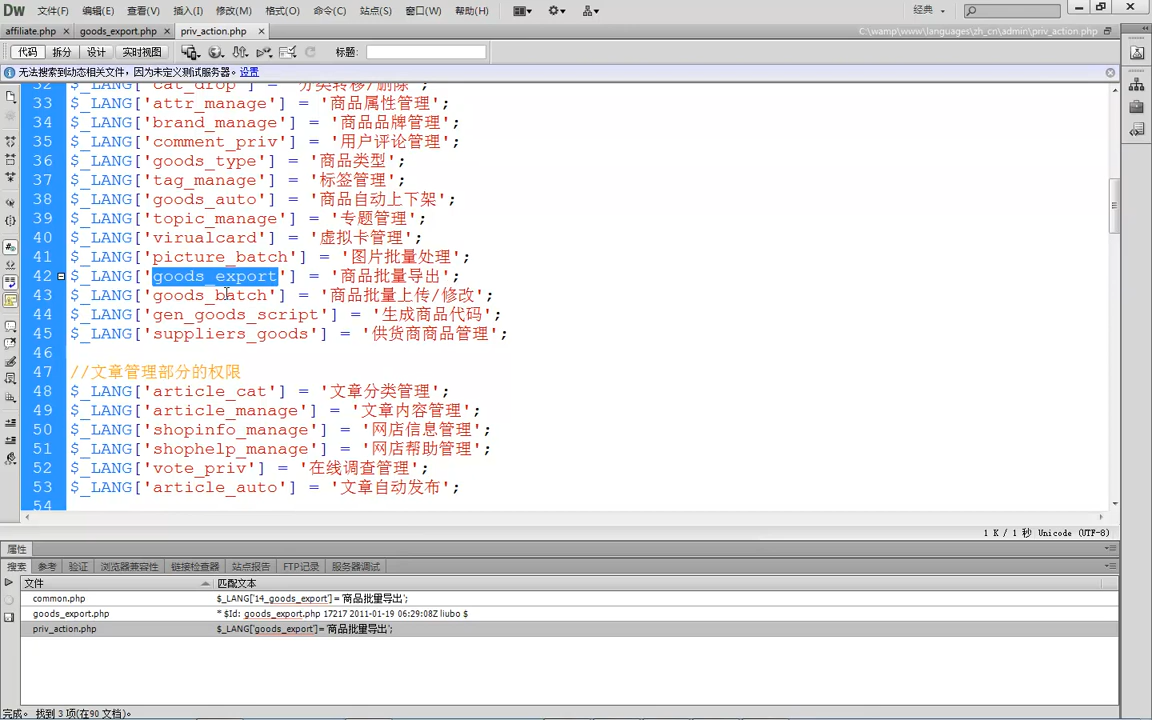 Dw 文件(F) 编辑(E) 查看(V) 插入(I) 修改(M) 格式(O) 命令(C) 站点(S) 窗口(W) 帮助(H) 经典
affiliate.php goods_export.php priv_action.php C:\wamp\www\languages\zh_cn\admin\priv_action.php
代码 拆分 设计 实时视图 标题:
无法搜索到动态相关文件，因为未定义测试服务器。 设置
32 $_LANG['cat_drop'] = '分类转移/删除';
33 $_LANG['attr_manage'] = '商品属性管理';
34 $_LANG['brand_manage'] = '商品品牌管理';
35 $_LANG['comment_priv'] = '用户评论管理';
36 $_LANG['goods_type'] = '商品类型';
37 $_LANG['tag_manage'] = '标签管理';
38 $_LANG['goods_auto'] = '商品自动上下架';
39 $_LANG['topic_manage'] = '专题管理';
40 $_LANG['virualcard'] = '虚拟卡管理';
41 $_LANG['picture_batch'] = '图片批量处理';
42 $_LANG['goods_export'] = '商品批量导出';
43 $_LANG['goods_batch'] = '商品批量上传/修改';
44 $_LANG['gen_goods_script'] = '生成商品代码';
45 $_LANG['suppliers_goods'] = '供货商商品管理';
46
47 //文章管理部分的权限
48 $_LANG['article_cat'] = '文章分类管理';
49 $_LANG['article_manage'] = '文章内容管理';
50 $_LANG['shopinfo_manage'] = '网店信息管理';
51 $_LANG['shophelp_manage'] = '网店帮助管理';
52 $_LANG['vote_priv'] = '在线调查管理';
53 $_LANG['article_auto'] = '文章自动发布';
54
1 K / 1 秒 Unicode (UTF-8)
属性
搜索 参考 验证 浏览器兼容性 链接检查器 站点报告 FTP记录 服务器调试
文件 匹配文本
common.php $_LANG['14_goods_export']='商品批量导出';
goods_export.php * $Id: goods_export.php 17217 2011-01-19 06:29:08Z liubo $
priv_action.php $_LANG['goods_export']='商品批量导出';
完成。 找到 3 项(在90 文档)。